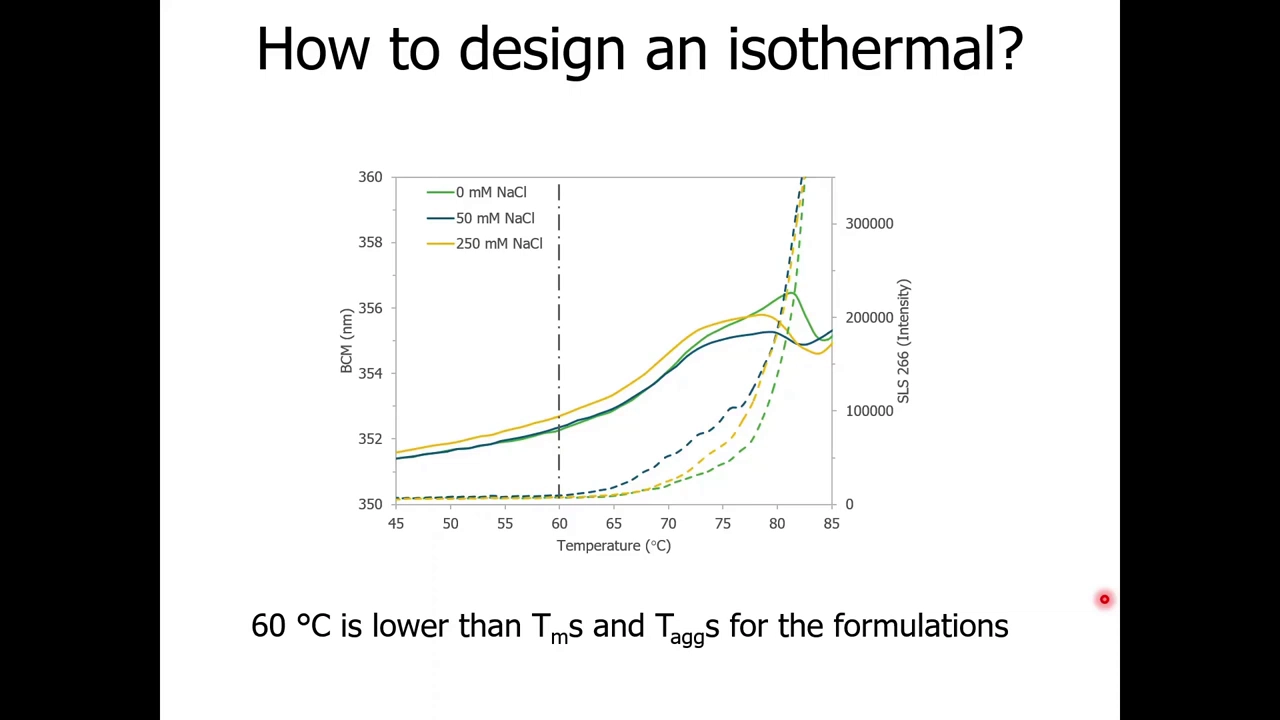 How to design an isothermal?
360
358
356
354
352
350
BCM (nm)
0 mM NaCl
50 mM NaCl
250 mM NaCl
300000
200000
100000
0
SLS 266 (Intensity)
45 50 55 60 65 70 75 80 85
Temperature (°C)
60 °C is lower than Tms and Taggs for the formulations